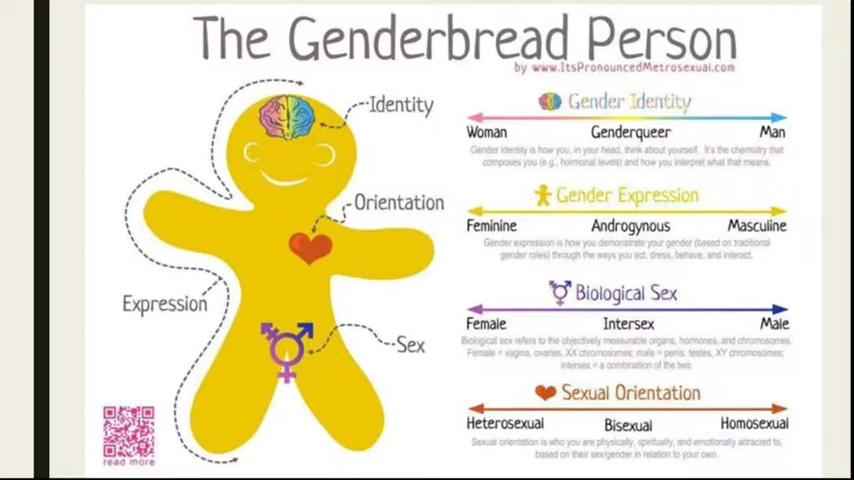 The Genderbread Person
by www.ItsPronouncedMetrosexual.com
Identity
Orientation
Expression
Sex
read more
Gender Identity
Woman Genderqueer Man
Gender identity is how you, in your head, think about yourself. It's the chemistry that
composes you (e.g., hormonal levels) and how you interpret what that means.
Gender Expression
Feminine Androgynous Masculine
Gender expression is how you demonstrate your gender (based on traditional
gender roles) through the ways you act, dress, behave, and interact.
Biological Sex
Female Intersex Male
Biological sex refers to the objectively measurable organs, hormones, and chromosomes.
Female = vagina, ovaries, XX chromosomes; male = penis, testes, XY chromosomes;
intersex = a combination of the two.
Sexual Orientation
Heterosexual Bisexual Homosexual
Sexual orientation is who you are physically, spiritually, and emotionally attracted to,
based on their sex/gender in relation to your own.